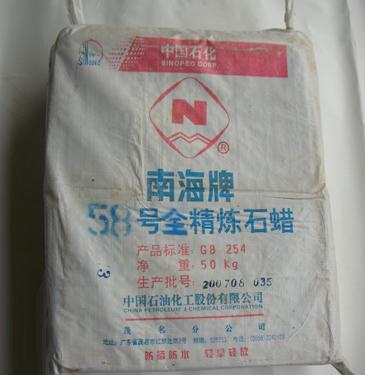 中国石化
SINOPEC CORP.
N
®
南海牌
58号全精炼石蜡
产品标准: GB 254
净 重: 50 Kg
生产批号: 200708 035
3
中国石油化工股份有限公司
CHINA PETROLEUM & CHEMICAL CORPORATION
茂名分公司
防晒防水 轻拿轻放